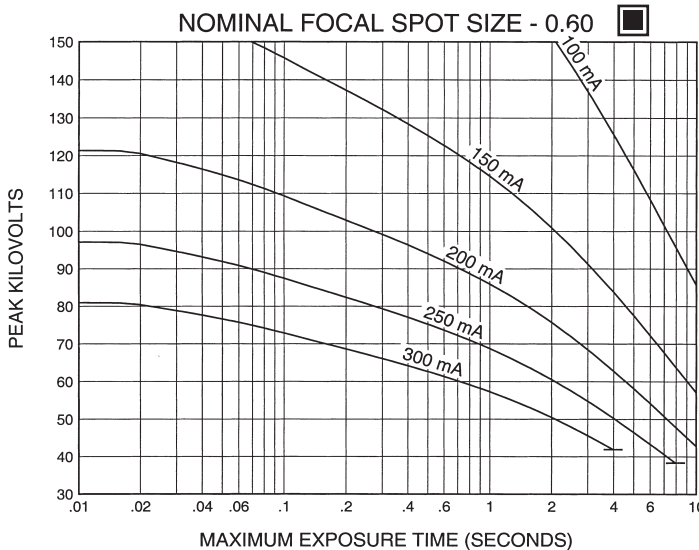 NOMINAL FOCAL SPOT SIZE - 0.60
PEAK KILOVOLTS
150
140
130
120
110
100
90
80
70
60
50
40
30
100 mA
150 mA
200 mA
250 mA
300 mA
.01 .02 .04 .06 .1 .2 .4 .6 1 2 4 6 10
MAXIMUM EXPOSURE TIME (SECONDS)